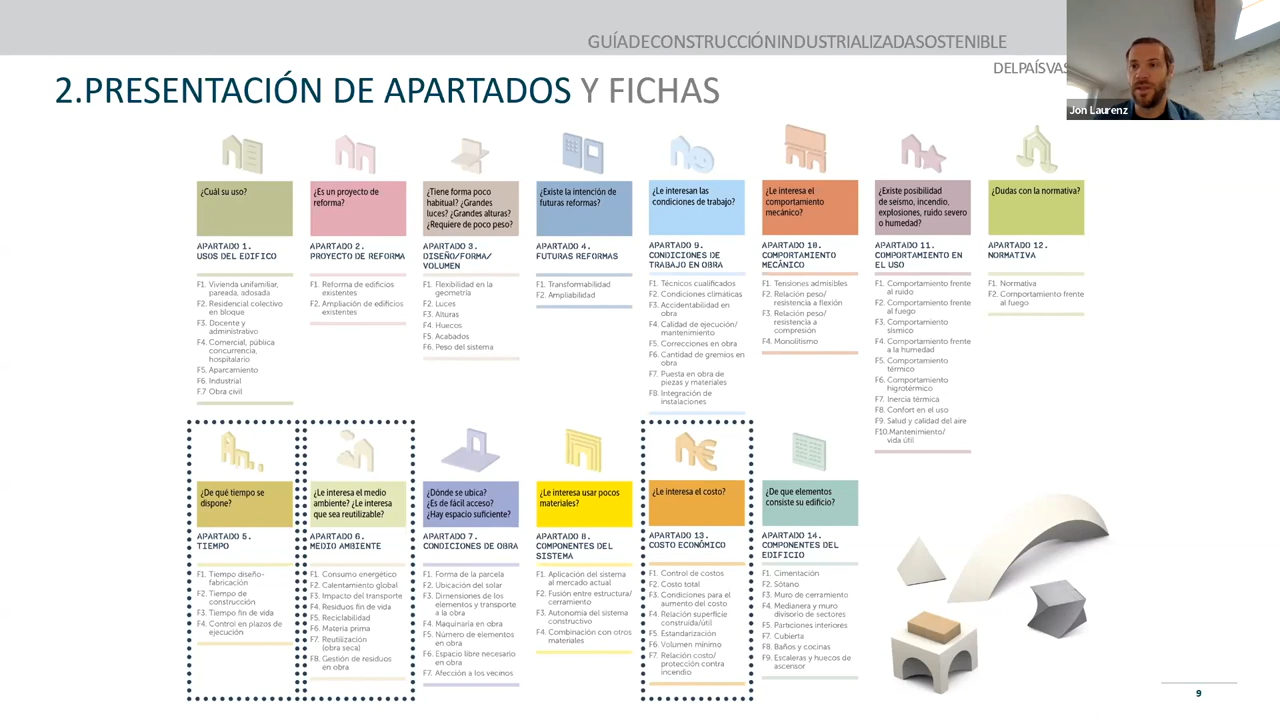 GUÍADECONSTRUCCIÓNINDUSTRIALIZADASOSTENIBLE
DELPAÍSVAS
Jon Laurenz
2.PRESENTACIÓN DE APARTADOS Y FICHAS
¿Cuál su uso?
APARTADO 1.
USOS DEL EDIFICO
F1. Vivienda unifamiliar,
pareada, adosada
F2. Residencial colectivo
en bloque
F3. Docente y
administrativo
F4. Comercial, pública
concurrencia,
hospitalario
F5. Aparcamiento
F6. Industrial
F.7 Obra civil
¿Es un proyecto de
reforma?
APARTADO 2.
PROYECTO DE REFORMA
F1. Reforma de edificios
existentes
F2. Ampliación de edificios
existentes
¿Tiene forma poco
habitual? ¿Grandes
luces? ¿Grandes alturas?
¿Requiere de poco peso?
APARTADO 3.
DISEÑO/FORMA/
VOLUMEN
F1. Flexibilidad en la
geometría
F2. Luces
F3. Alturas
F4. Huecos
F5. Acabados
F6. Peso del sistema
¿Existe la intención de
futuras reformas?
APARTADO 4.
FUTURAS REFORMAS
F1. Transformabilidad
F2. Ampliabilidad
¿Le interesan las
condiciones de trabajo?
APARTADO 9.
CONDICIONES DE
TRABAJO EN OBRA
F1. Técnicos cualificados
F2. Condiciones climáticas
F3. Accidentabilidad en
obra
F4. Calidad de ejecución/
mantenimiento
F5. Correcciones en obra
F6. Cantidad de gremios en
obra
F7. Puesta en obra de
piezas y materiales
F8. Integración de
instalaciones
¿Le interesa el
comportamiento
mecánico?
APARTADO 10.
COMPORTAMIENTO
MECÁNICO
F1. Tensiones admisibles
F2. Relación peso/
resistencia a flexión
F3. Relación peso/
resistencia a
compresión
F4. Monolitismo
¿Existe posibilidad
de seísmo, incendio,
explosiones, ruido severo
o humedad?
APARTADO 11.
COMPORTAMIENTO EN
EL USO
F1. Comportamiento frente
al ruido
F2. Comportamiento frente
al fuego
F3. Comportamiento
sísmico
F4. Comportamiento frente
a la humedad
F5. Comportamiento
térmico
F6. Comportamiento
higrotérmico
F7. Inercia térmica
F8. Confort en el uso
F9. Salud y calidad del aire
F10.Mantenimiento/
vida útil
¿Dudas con la normativa?
APARTADO 12.
NORMATIVA
F1. Normativa
F2. Comportamiento frente
al fuego
¿De qué tiempo se
dispone?
APARTADO 5.
TIEMPO
F1. Tiempo diseño-
fabricación
F2. Tiempo de
construcción
F3. Tiempo fin de vida
F4. Control en plazos de
ejecución
¿Le interesa el medio
ambiente? ¿Le interesa
que sea reutilizable?
APARTADO 6.
MEDIO AMBIENTE
F1. Consumo energético
F2. Calentamiento global
F3. Impacto del transporte
F4. Residuos fin de vida
F5. Reciclabilidad
F6. Materia prima
F7. Reutilización
(obra seca)
F8. Gestión de residuos
en obra
¿Dónde se ubica?
¿Es de fácil acceso?
¿Hay espacio suficiente?
APARTADO 7.
CONDICIONES DE OBRA
F1. Forma de la parcela
F2. Ubicación del solar
F3. Dimensiones de los
elementos y transporte
a la obra
F4. Maquinaria en obra
F5. Número de elementos
en obra
F6. Espacio libre necesario
en obra
F7. Afección a los vecinos
¿Le interesa usar pocos
materiales?
APARTADO 8.
COMPONENTES DEL
SISTEMA
F1. Aplicación del sistema
al mercado actual
F2. Fusión entre estructura/
cerramiento
F3. Autonomía del sistema
constructivo
F4. Combinación con otros
materiales
¿Le interesa el costo?
APARTADO 13.
COSTO ECONÓMICO
F1. Control de costos
F2. Costo total
F3. Condiciones para el
aumento del costo
F4. Relación superficie
construida/útil
F5. Estandarización
F6. Volumen mínimo
F7. Relación costo/
protección contra
incendio
¿De que elementos
consiste su edificio?
APARTADO 14.
COMPONENTES DEL
EDIFICIO
F1. Cimentación
F2. Sótano
F3. Muro de cerramiento
F4. Medianera y muro
divisorio de sectores
F5. Particiones interiores
F7. Cubierta
F8. Baños y cocinas
F9. Escaleras y huecos de
ascensor
9